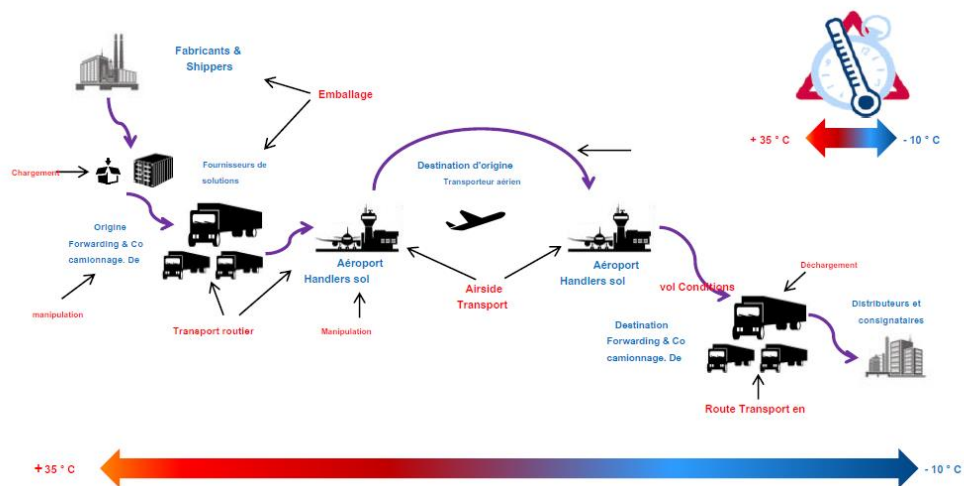 Fabricants &
Shippers
Emballage
+ 35 ° C
- 10 ° C
Chargement
Fournisseurs de
solutions
Destination d'origine
Transporteur aérien
Origine
Forwarding & Co
camionnage. De
Aéroport
Handlers sol
Aéroport
Handlers sol
Airside
Transport
vol Conditions
Déchargement
manipulation
Transport routier
Manipulation
Destination
Forwarding & Co
camionnage. De
Distributeurs et
consignataires
Route Transport en
+ 35 ° C
- 10 ° C